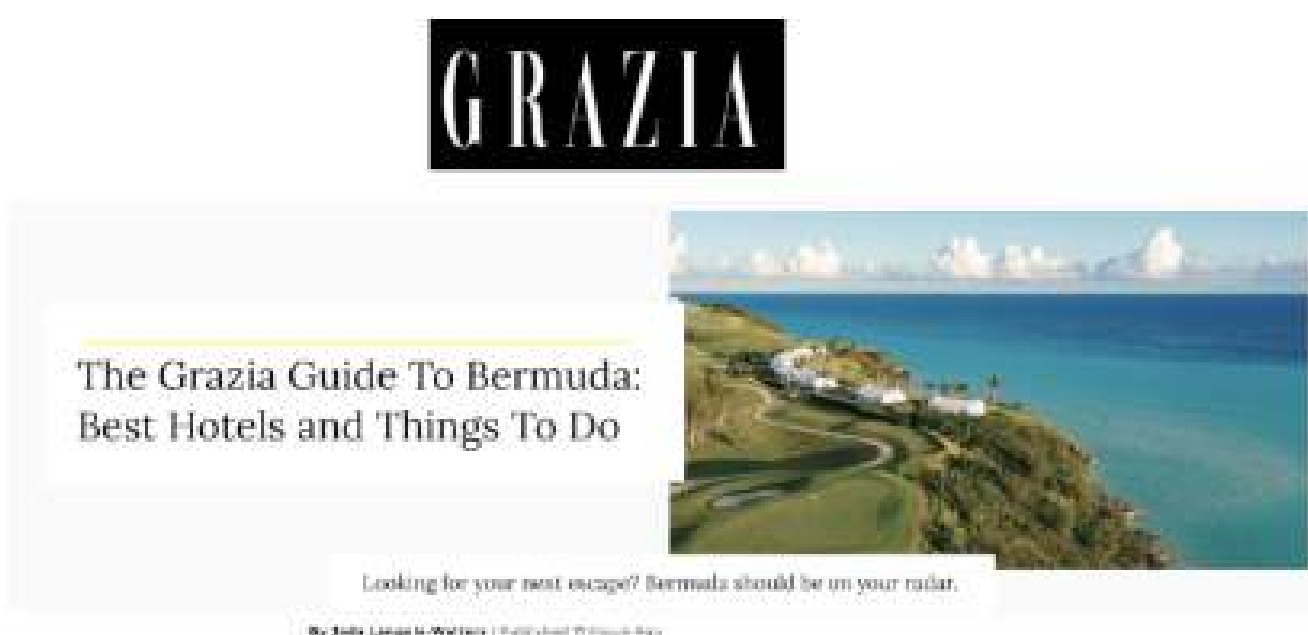 GRAZIA
The Grazia Guide To Bermuda:
Best Hotels and Things To Do
Looking for your next escape? Bermuda should be on your radar.
By